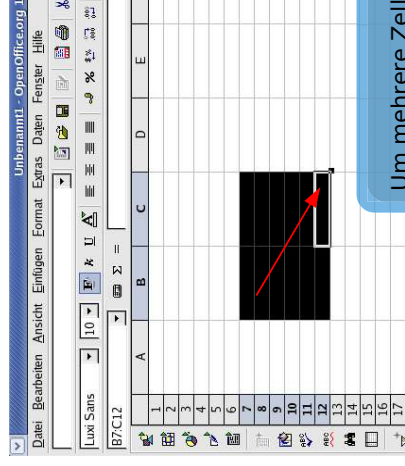 Unbenannt1 - OpenOffice.org 1
Datei Bearbeiten Ansicht Einfügen Format Extras Daten Fenster Hilfe
Luxi Sans 10 F k U A
B7:C12 Σ =
A B C D E
1
2
3
4
5
6
7
8
9
10
11
12
13
14
15
16
17
Um mehrere Zell